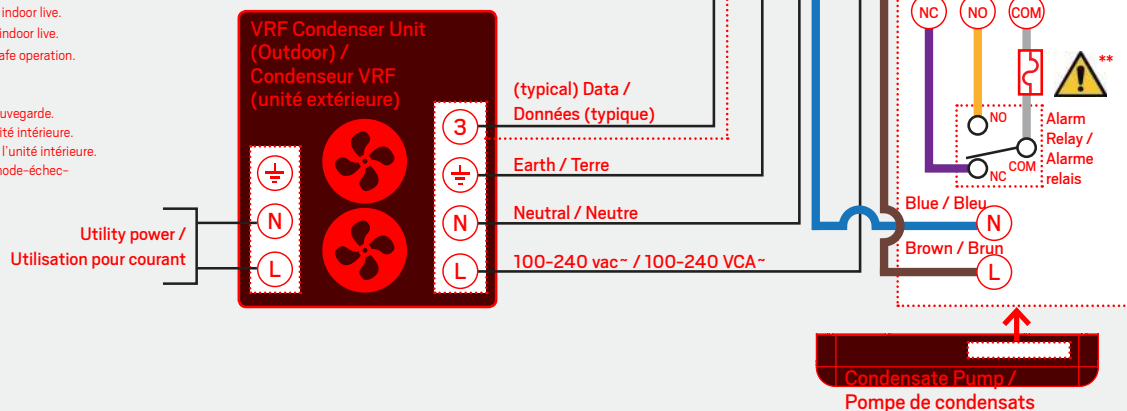 indoor live.
indoor live.
afe operation.
uvegarde.
ité intérieure.
l'unité intérieure.
node-échec-
VRF Condenser Unit
(Outdoor) /
Condenseur VRF
(unité extérieure)
Utility power /
Utilisation pour courant
N
L
3
N
L
(typical) Data /
Données (typique)
Earth / Terre
Neutral / Neutre
100-240 vac~ / 100-240 VCA~
NC NO COM
**
NO
COM
NC
Alarm
Relay /
Alarme
relais
Blue / Bleu
N
Brown / Brun
L
Condensate Pump /
Pompe de condensats